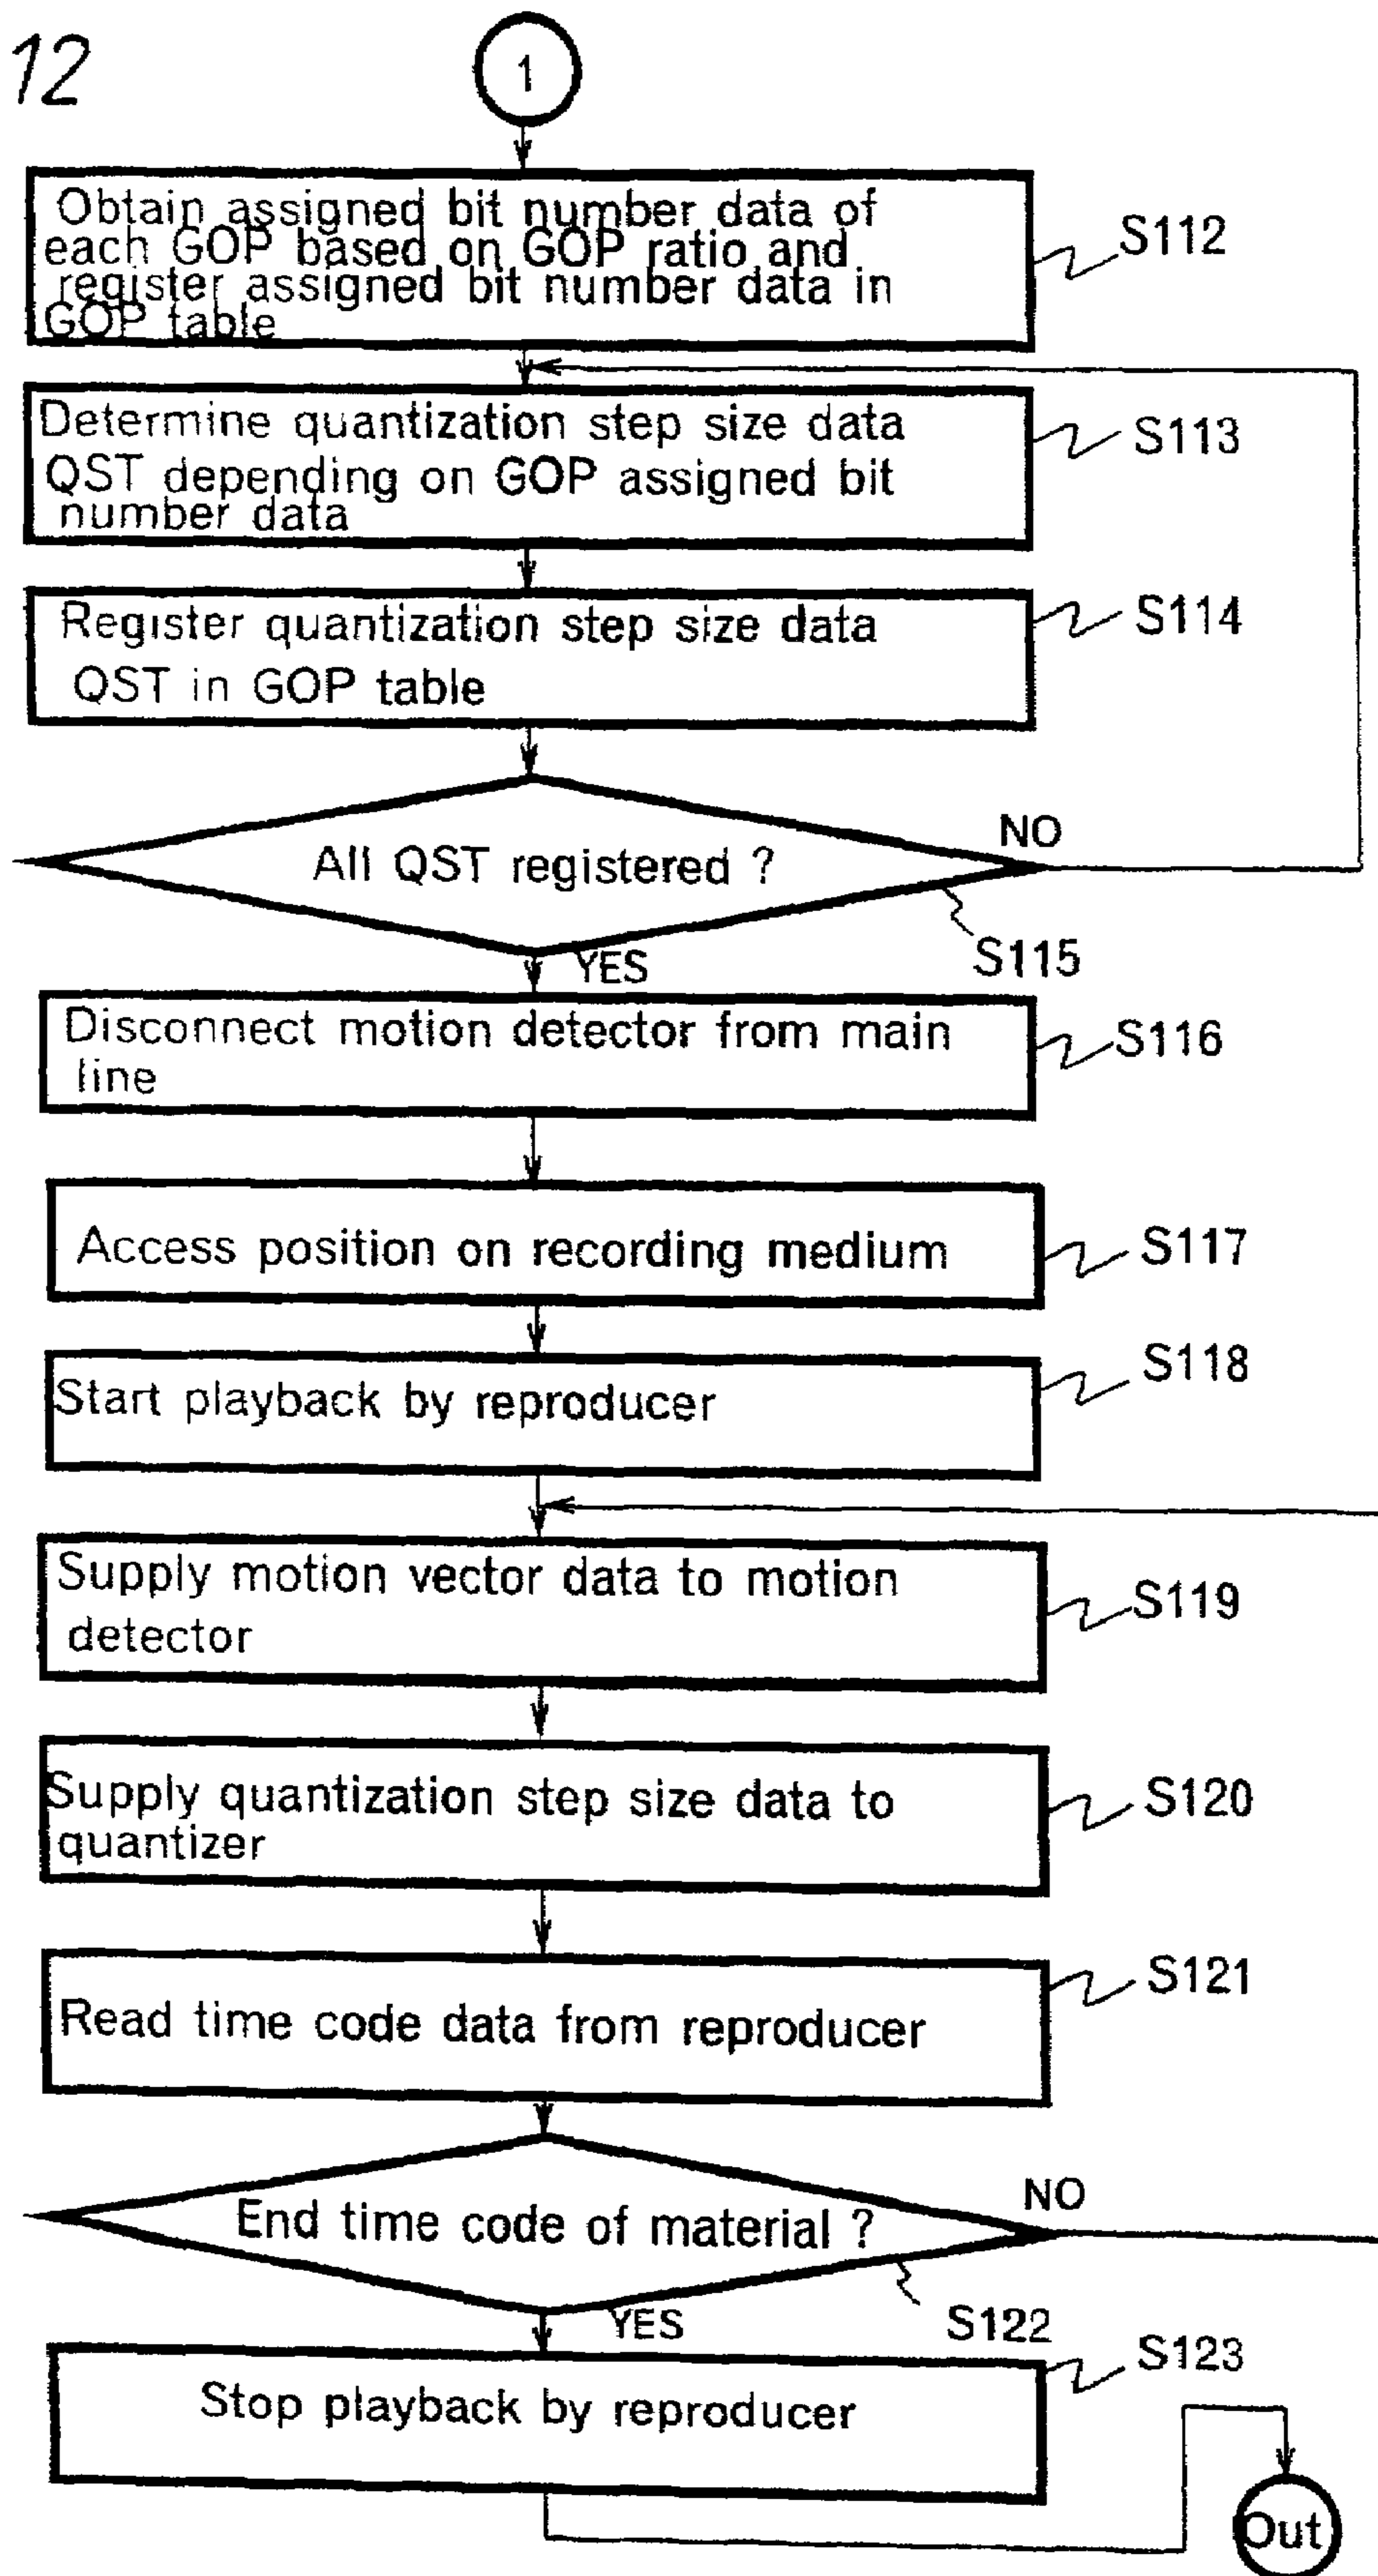 12
1
Obtain assigned bit number data of
each GOP based on GOP ratio and
register assigned bit number data in
GOP table
S112
Determine quantization step size data
QST depending on GOP assigned bit
number data
S113
Register quantization step size data
QST in GOP table
S114
All QST registered ?
NO
S115
YES
Disconnect motion detector from main
line
S116
Access position on recording medium
S117
Start playback by reproducer
S118
Supply motion vector data to motion
detector
S119
Supply quantization step size data to
quantizer
S120
Read time code data from reproducer
S121
End time code of material ?
NO
S122
YES
Stop playback by reproducer
S123
Out